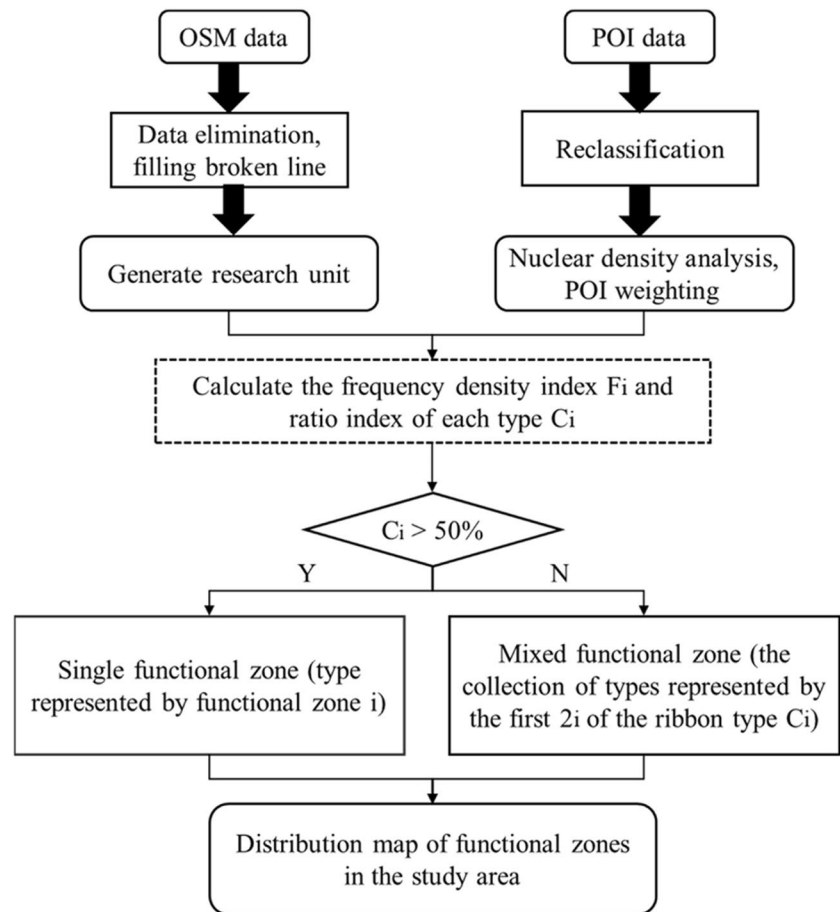 OSM data
POI data
Data elimination,
filling broken line
Reclassification
Generate research unit
Nuclear density analysis,
POI weighting
Calculate the frequency density index Fi and
ratio index of each type Ci
Ci > 50%
Y
N
Single functional zone (type
represented by functional zone i)
Mixed functional zone (the
collection of types represented by
the first 2i of the ribbon type Ci)
Distribution map of functional zones
in the study area